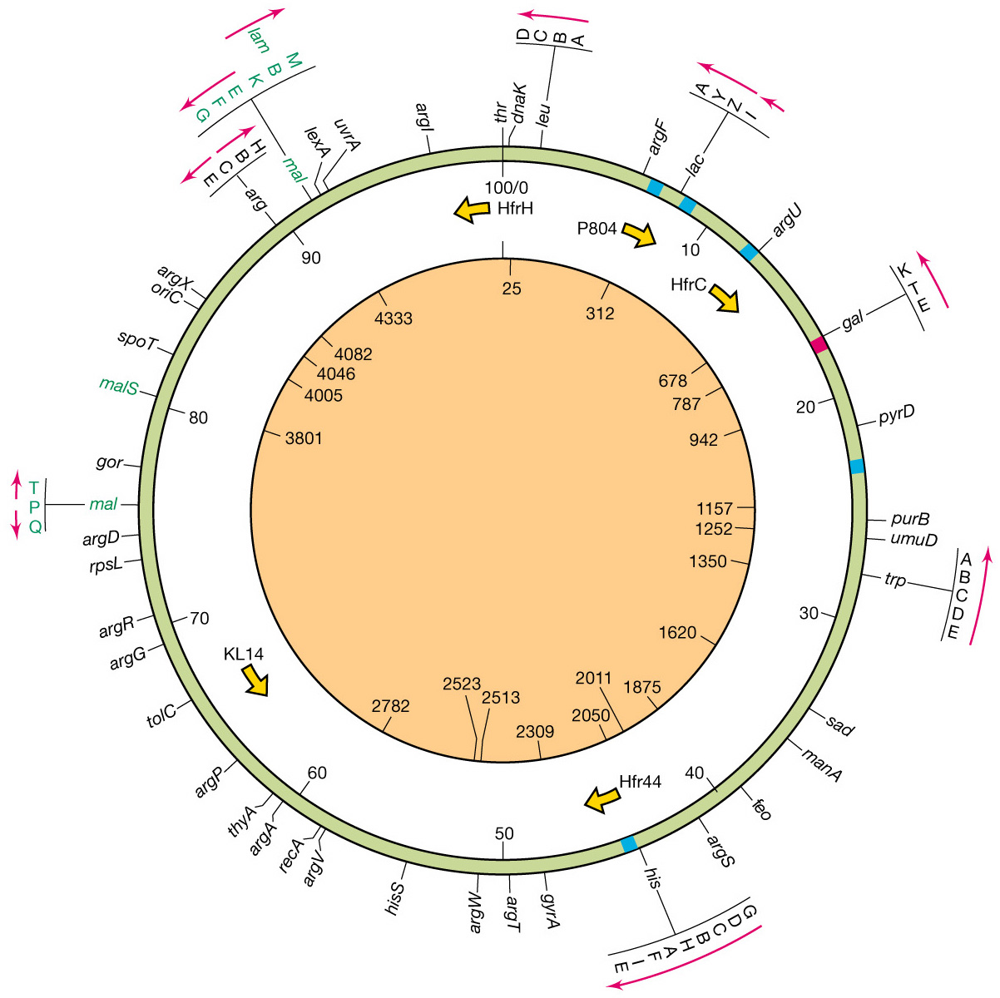 thr
dnaK
leu
D C B A
argF
lac
A Y Z I
argU
gal
K T E
pyrD
purB
umuD
trp
A B C D E
sad
manA
feo
argS
his
G D C B H A F I E
gyrA
argT
argW
hisS
argV
recA
argA
thyA
argP
tolC
argG
argR
rpsL
argD
mal
T P Q
gor
malS
spoT
oriC
argX
arg
E C B H
mal
G F E K B M
lam
lexA
uvrA
argI
100/0
10
20
30
40
50
60
70
80
90
HfrH
P804
HfrC
Hfr44
KL14
25
312
678
787
942
1157
1252
1350
1620
1875
2011
2050
2309
2513
2523
2782
3801
4005
4046
4082
4333